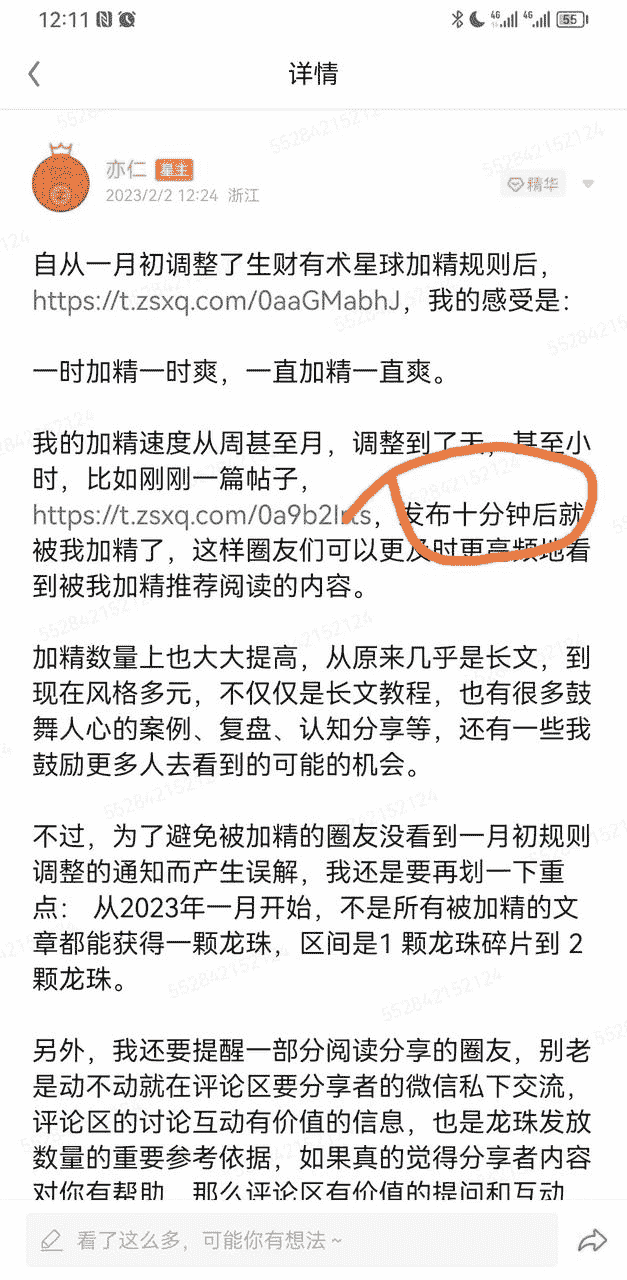 12:11
4G
4G
55
详情
亦仁 星主
2023/2/2 12:24 浙江
精华
自从一月初调整了生财有术星球加精规则后，
https://t.zsxq.com/0aaGMabhJ，我的感受是：
一时加精一时爽，一直加精一直爽。
我的加精速度从周甚至月，调整到了天，甚至小
时，比如刚刚一篇帖子，
https://t.zsxq.com/0a9b2Irts，发布十分钟后就
被我加精了，这样圈友们可以更及时更高频地看
到被我加精推荐阅读的内容。
加精数量上也大大提高，从原来几乎是长文，到
现在风格多元，不仅仅是长文教程，也有很多鼓
舞人心的案例、复盘、认知分享等，还有一些我
鼓励更多人去看到的可能的机会。
不过，为了避免被加精的圈友没看到一月初规则
调整的通知而产生误解，我还是要再划一下重
点： 从2023年一月开始，不是所有被加精的文
章都能获得一颗龙珠，区间是1 颗龙珠碎片到 2
颗龙珠。
另外，我还要提醒一部分阅读分享的圈友，别老
是动不动就在评论区要分享者的微信私下交流，
评论区的讨论互动有价值的信息，也是龙珠发放
数量的重要参考依据，如果真的觉得分享者内容
对你有帮助，那么评论区有价值的提问和互动，
看了这么多，可能你有想法～
552842152124